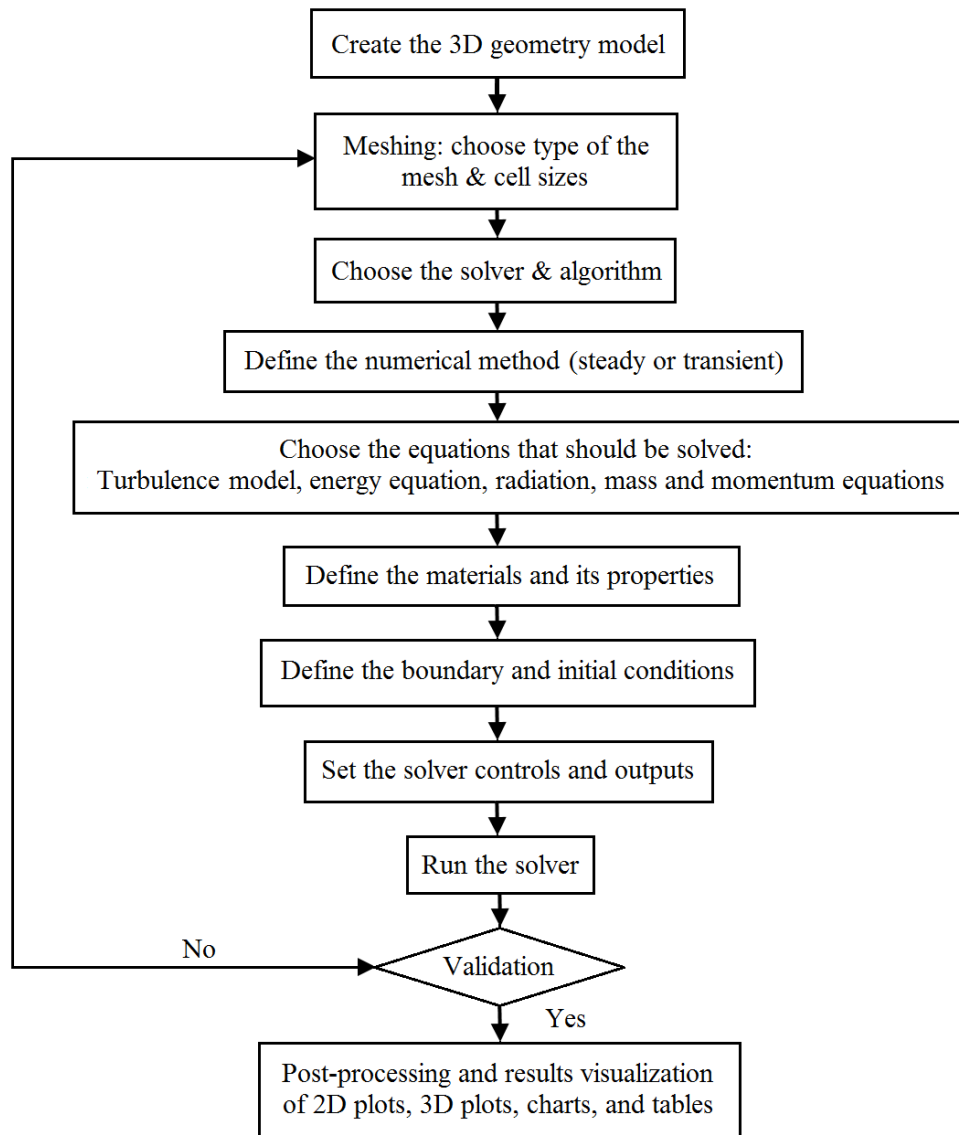 Create the 3D geometry model
Meshing: choose type of the
mesh & cell sizes
Choose the solver & algorithm
Define the numerical method (steady or transient)
Choose the equations that should be solved:
Turbulence model, energy equation, radiation, mass and momentum equations
Define the materials and its properties
Define the boundary and initial conditions
Set the solver controls and outputs
Run the solver
No
Validation
Yes
Post-processing and results visualization
of 2D plots, 3D plots, charts, and tables